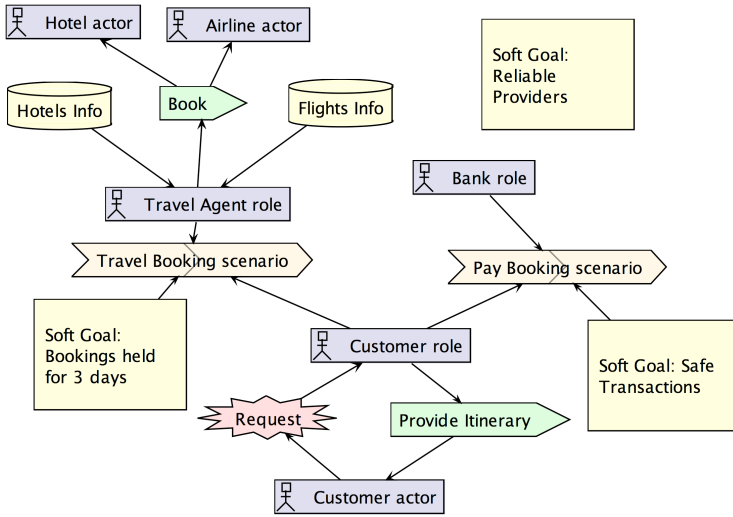 Hotel actor
Airline actor
Soft Goal:
Reliable
Providers
Hotels Info
Book
Flights Info
Travel Agent role
Bank role
Travel Booking scenario
Pay Booking scenario
Soft Goal:
Bookings held
for 3 days
Customer role
Soft Goal: Safe
Transactions
Request
Provide Itinerary
Customer actor